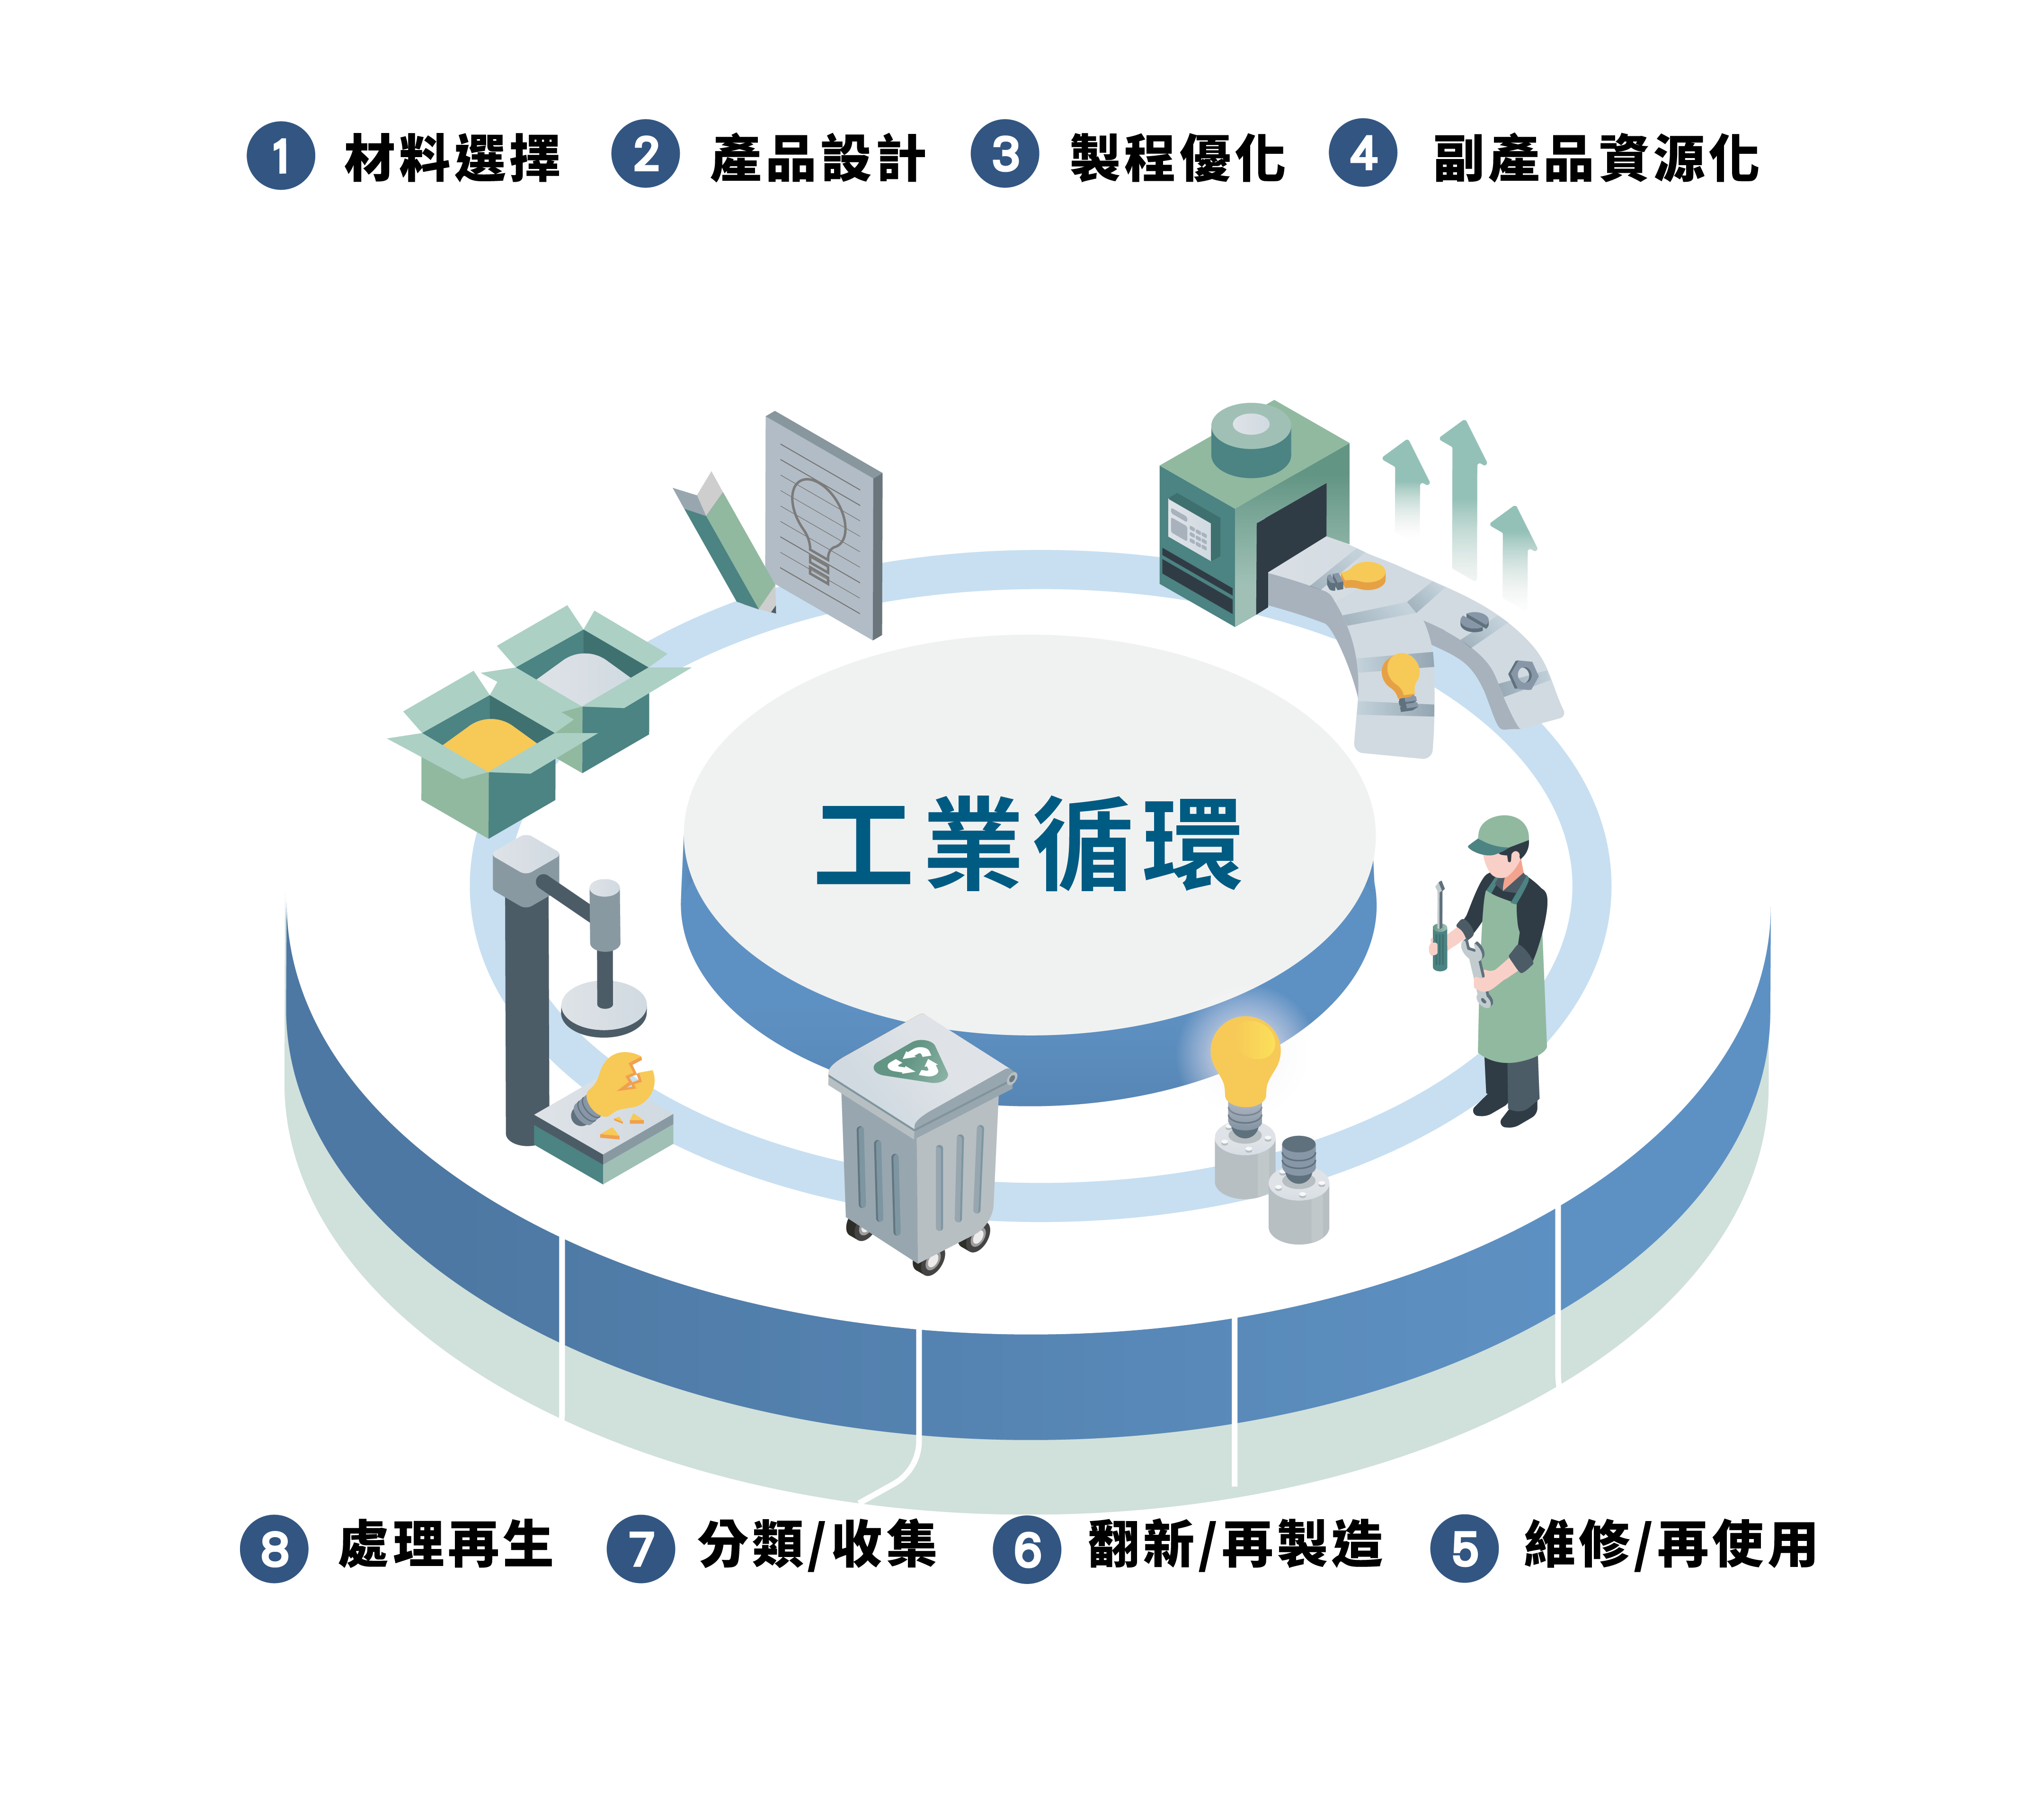 1 材料選擇 2 產品設計 3 製程優化 4 副產品資源化
工業循環
8 處理再生 7 分類/收集 6 翻新/再製造 5 維修/再使用